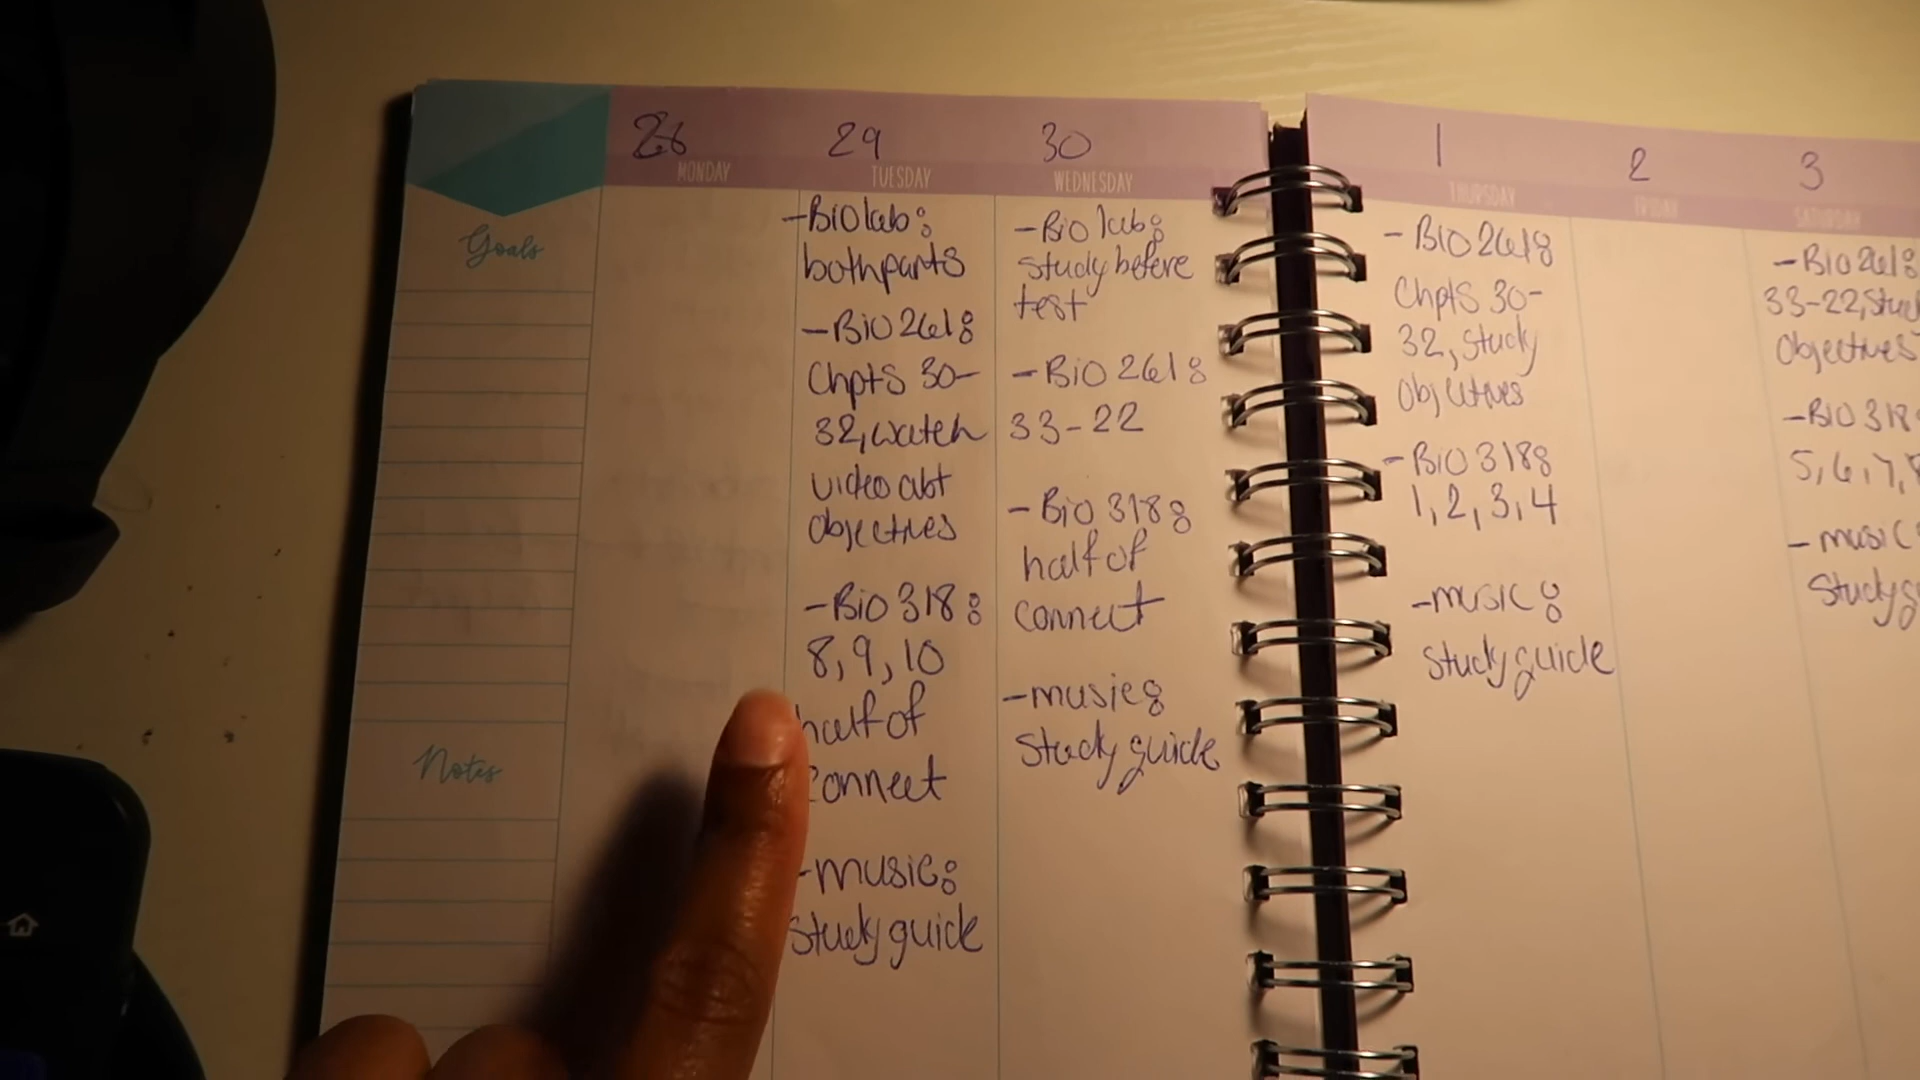 28
MONDAY
29
TUESDAY
30
WEDNESDAY
1
THURSDAY
2
FRIDAY
3
SATURDAY
Goals
Notes
-Bio lab:
both parts
-Bio 261:
Chpts 30-
32, watch
video abt
objectives
-Bio 318:
8, 9, 10
half of
connect
-music:
study guide
-Bio lab:
study before
test
-Bio 261:
33-22
-Bio 318:
half of
connect
-music:
study guide
-Bio 261:
Chpts 30-
32, study
objectives
-Bio 318:
1, 2, 3, 4
-music:
study guide
-Bio 261:
33-22,
objectives
-Bio 318
5, 6, 7,
-music
study